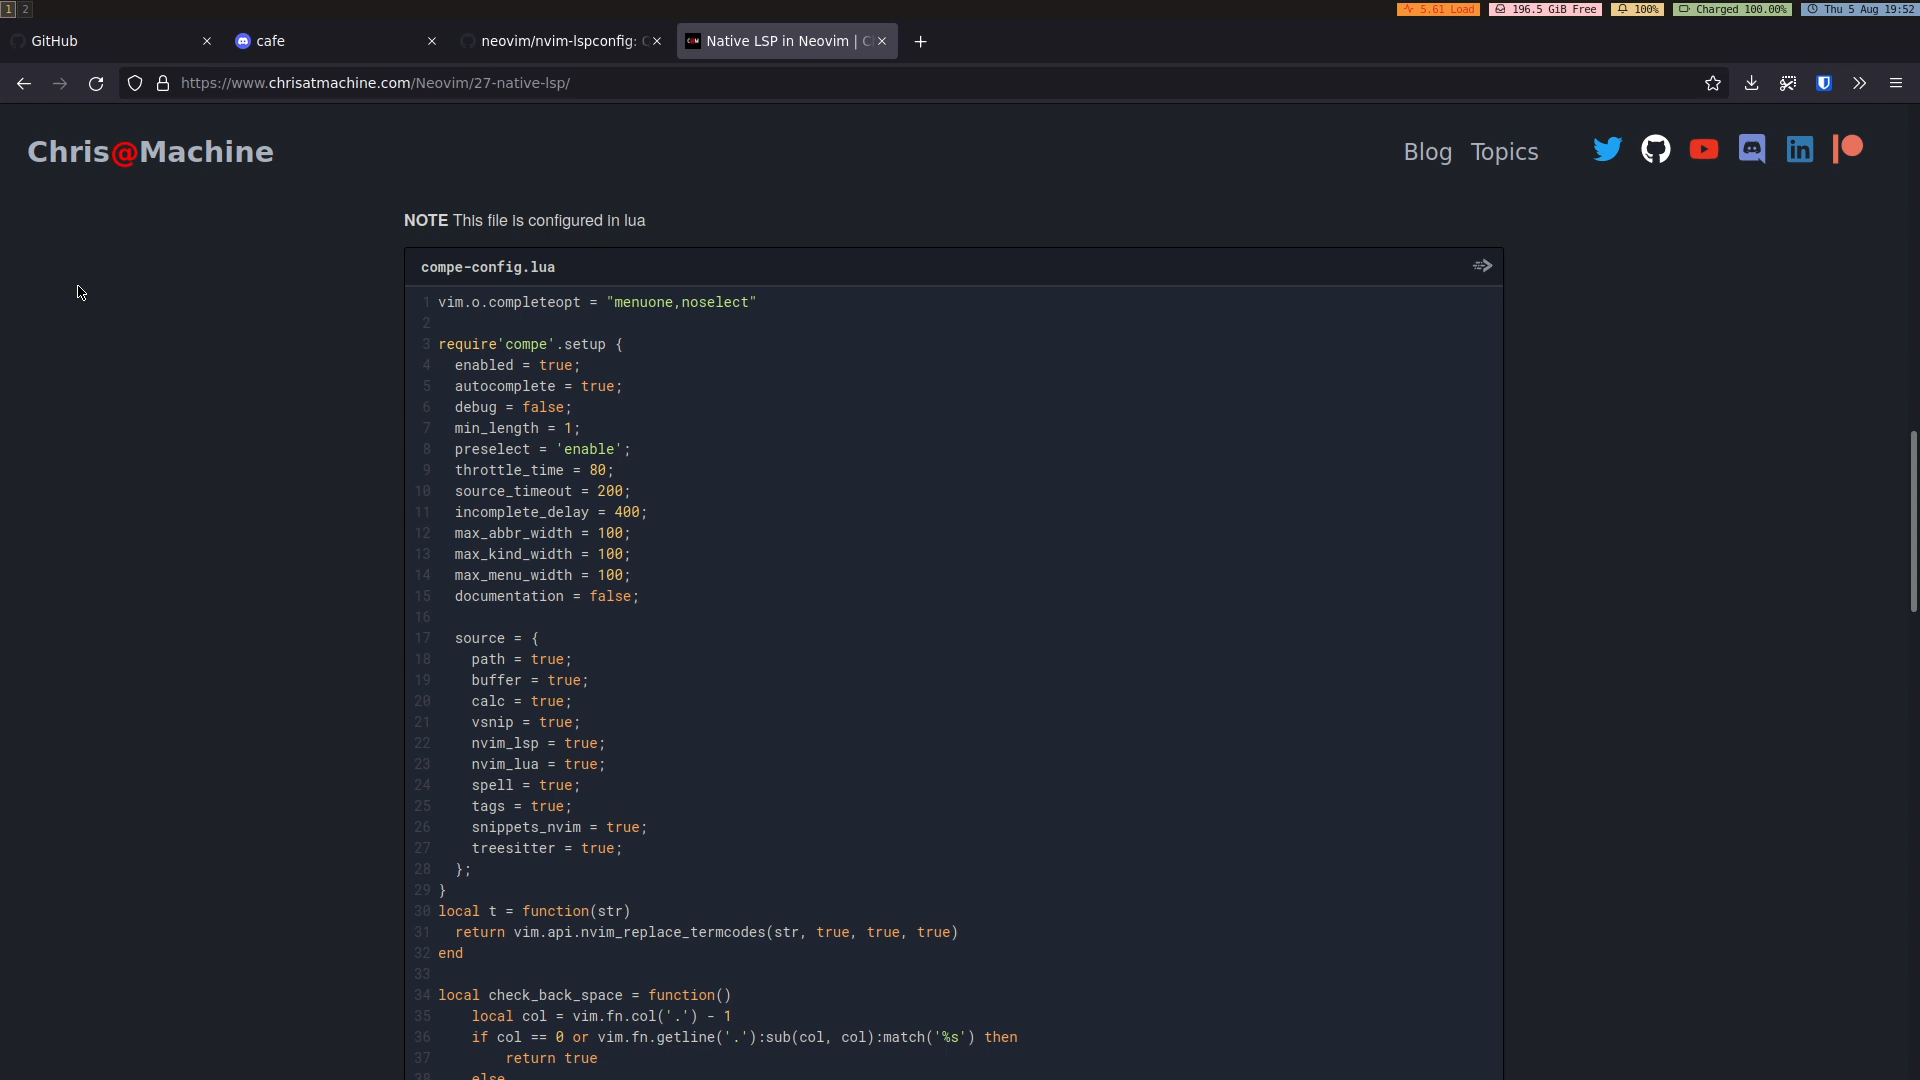 1 2 5.61 Load 196.5 GiB Free 100% Charged 100.00% Thu 5 Aug 19:52
GitHub cafe neovim/nvim-lspconfig: Native LSP in Neovim |
https://www.chrisatmachine.com/Neovim/27-native-lsp/
Chris@Machine Blog Topics
NOTE This file is configured in lua
compe-config.lua
1 vim.o.completeopt = "menuone,noselect"
2
3 require'compe'.setup {
4 enabled = true;
5 autocomplete = true;
6 debug = false;
7 min_length = 1;
8 preselect = 'enable';
9 throttle_time = 80;
10 source_timeout = 200;
11 incomplete_delay = 400;
12 max_abbr_width = 100;
13 max_kind_width = 100;
14 max_menu_width = 100;
15 documentation = false;
16
17 source = {
18 path = true;
19 buffer = true;
20 calc = true;
21 vsnip = true;
22 nvim_lsp = true;
23 nvim_lua = true;
24 spell = true;
25 tags = true;
26 snippets_nvim = true;
27 treesitter = true;
28 };
29 }
30 local t = function(str)
31 return vim.api.nvim_replace_termcodes(str, true, true, true)
32 end
33
34 local check_back_space = function()
35 local col = vim.fn.col('.') - 1
36 if col == 0 or vim.fn.getline('.'):sub(col, col):match('%s') then
37 return true
38 else